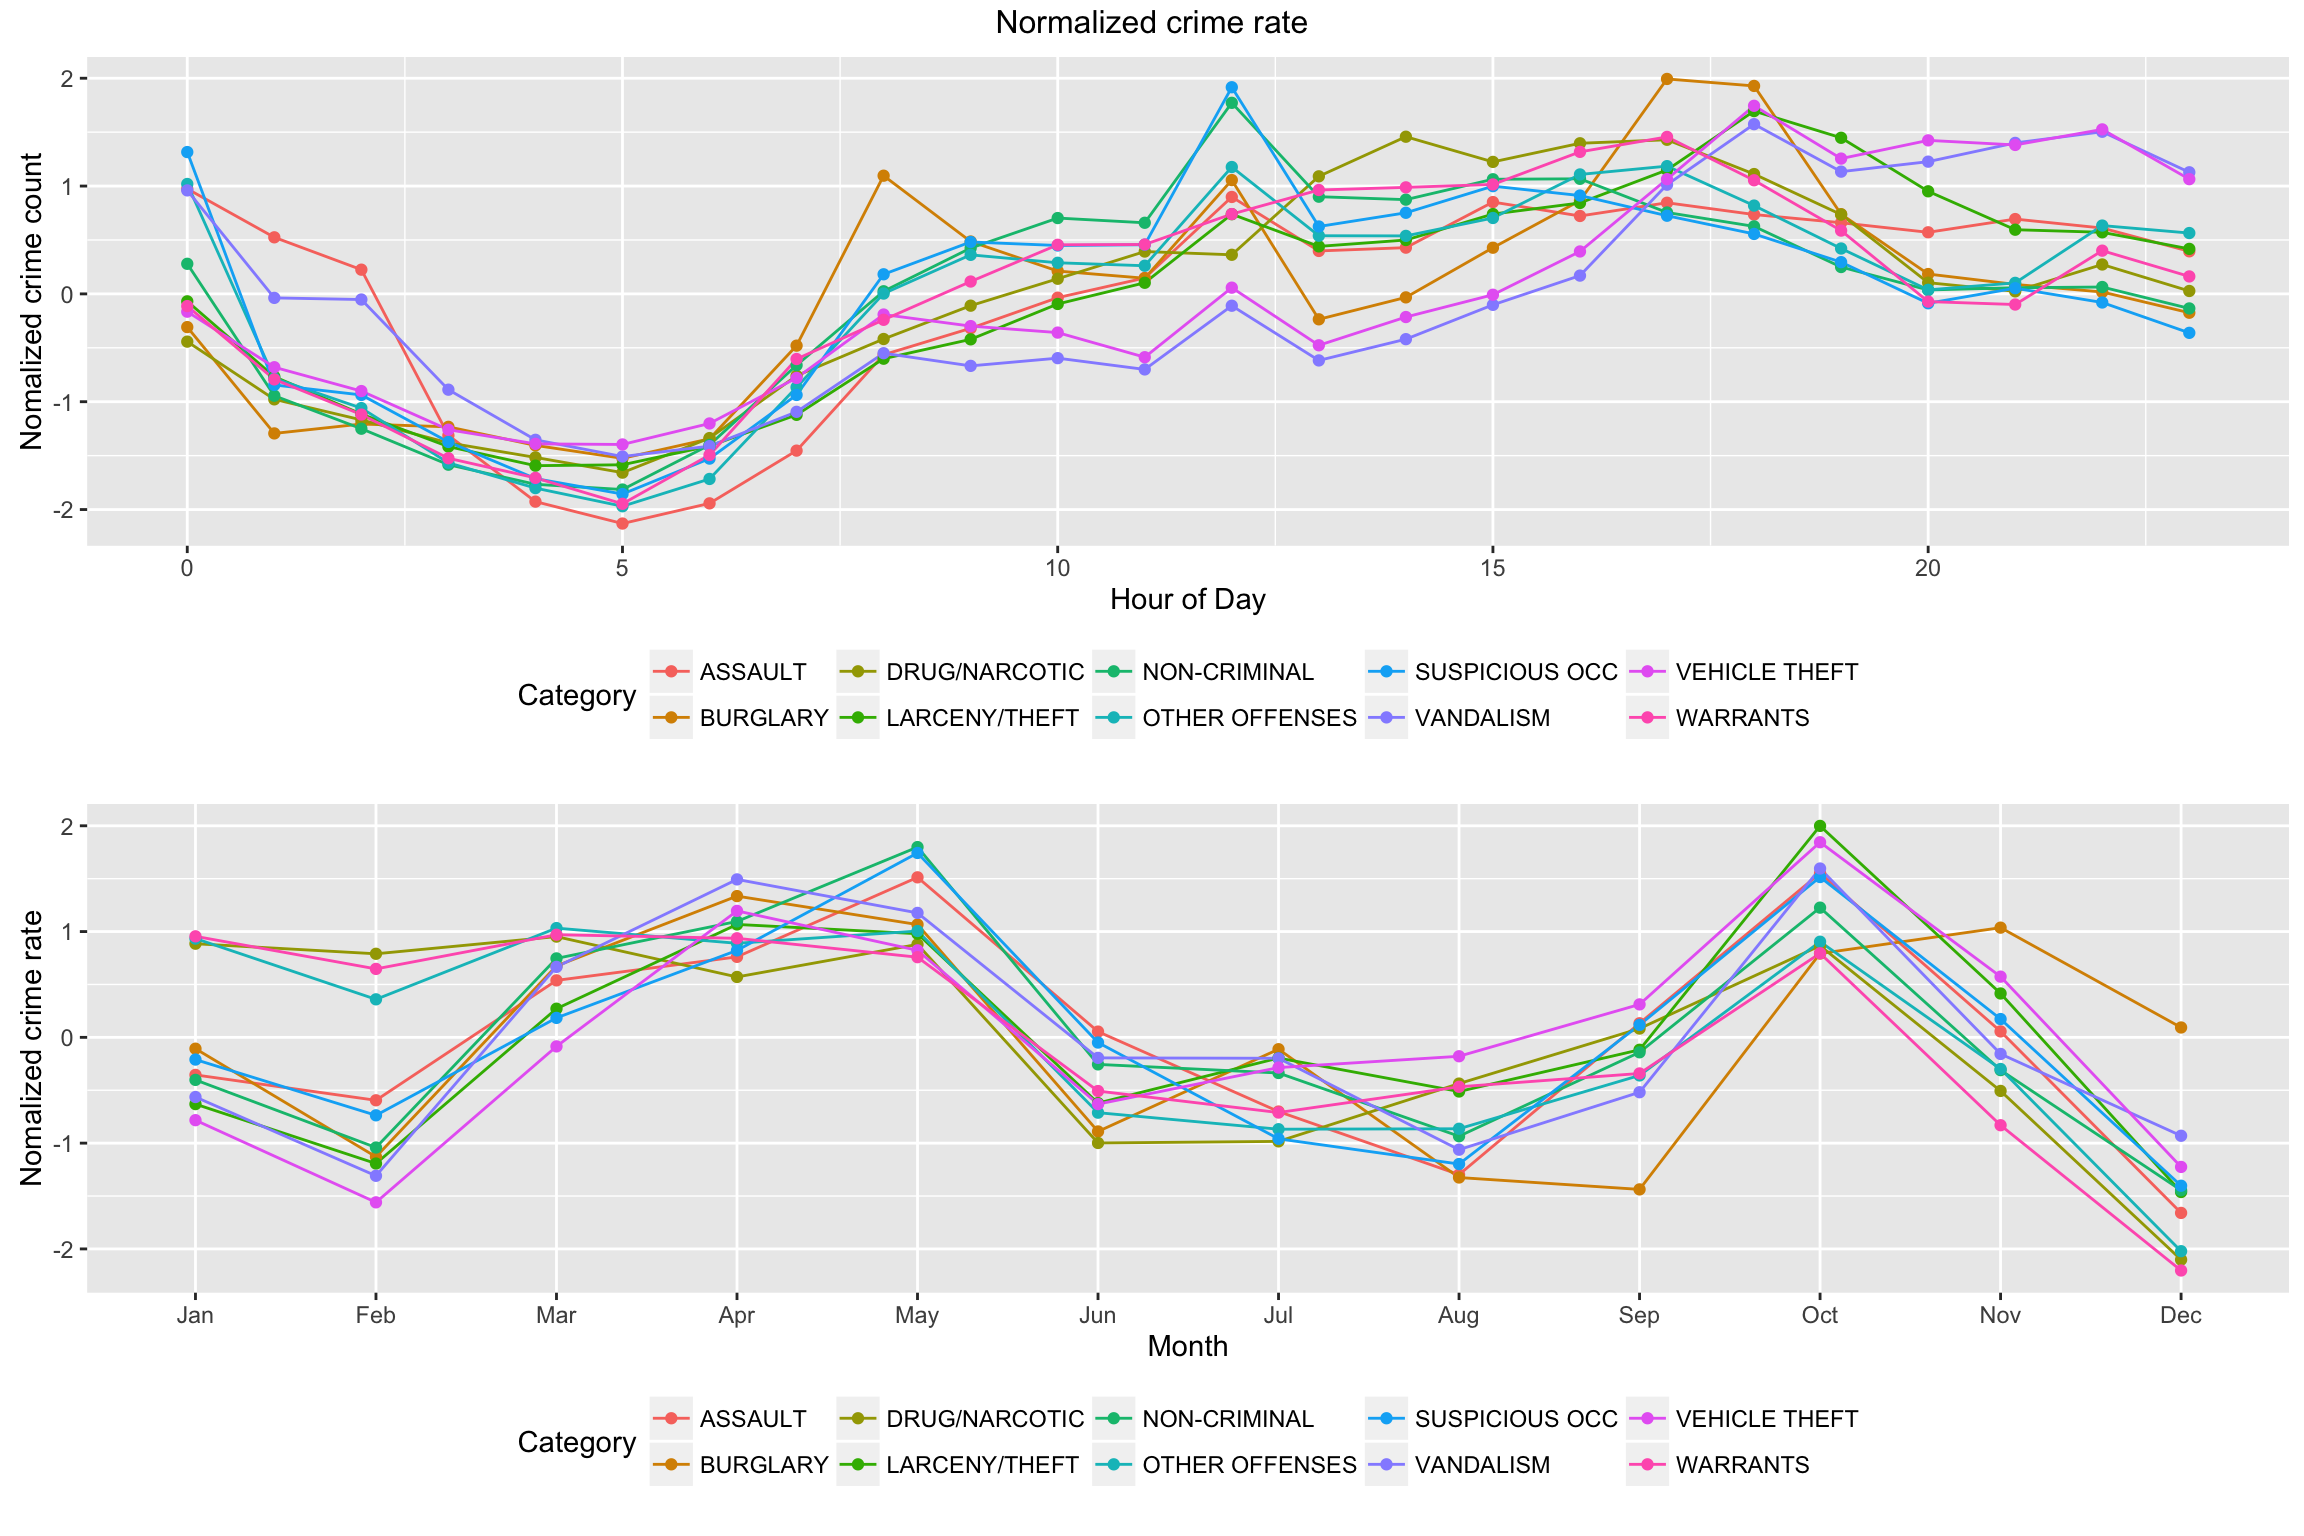 Normalized crime rate
Nomalized crime count
2
1
0
-1
-2
0 5 10 15 20
Hour of Day
Category
ASSAULT DRUG/NARCOTIC NON-CRIMINAL SUSPICIOUS OCC VEHICLE THEFT
BURGLARY LARCENY/THEFT OTHER OFFENSES VANDALISM WARRANTS
Nomalized crime rate
2
1
0
-1
-2
Jan Feb Mar Apr May Jun Jul Aug Sep Oct Nov Dec
Month
Category
ASSAULT DRUG/NARCOTIC NON-CRIMINAL SUSPICIOUS OCC VEHICLE THEFT
BURGLARY LARCENY/THEFT OTHER OFFENSES VANDALISM WARRANTS